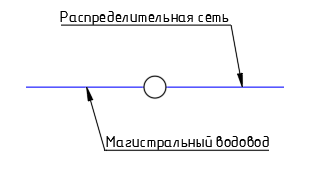 Распределительная сеть
Магистральный водовод